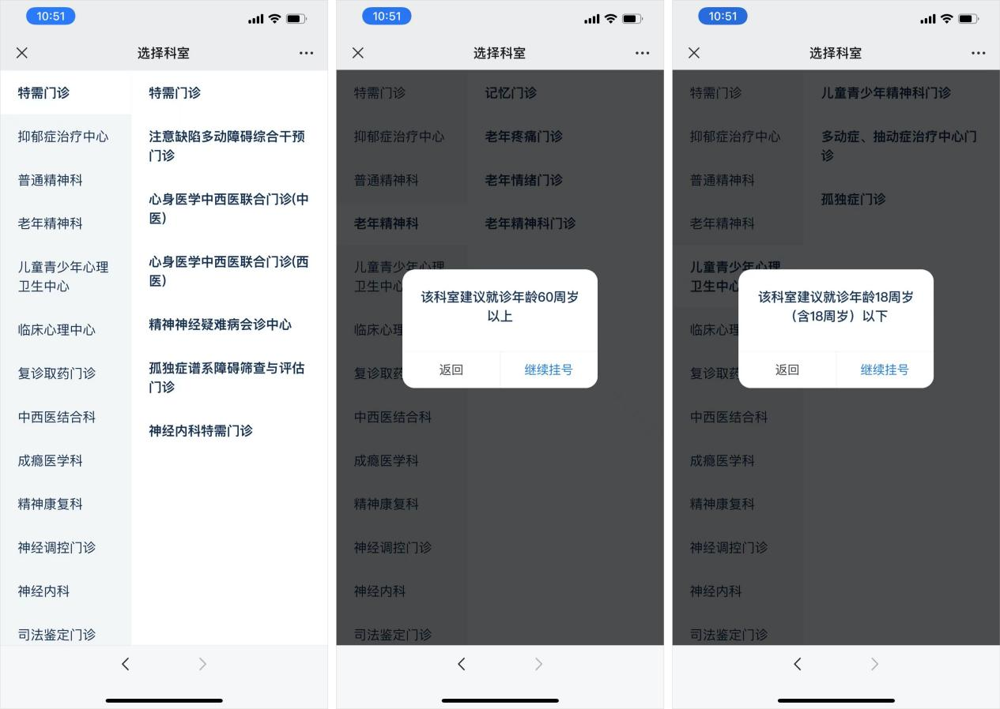 10:51
选择科室
特需门诊
抑郁症治疗中心
普通精神科
老年精神科
儿童青少年心理
卫生中心
临床心理中心
复诊取药门诊
中西医结合科
成瘾医学科
精神康复科
神经调控门诊
神经内科
司法鉴定门诊
特需门诊
注意缺陷多动障碍综合干预
门诊
心身医学中西医联合门诊(中
医)
心身医学中西医联合门诊(西
医)
精神神经疑难病会诊中心
孤独症谱系障碍筛查与评估
门诊
神经内科特需门诊
10:51
选择科室
特需门诊
抑郁症治疗中心
普通精神科
老年精神科
儿童青少年心理
卫生中
临床心理
复诊取药
中西医结合科
成瘾医学科
精神康复科
神经调控门诊
神经内科
司法鉴定门诊
记忆门诊
老年疼痛门诊
老年情绪门诊
老年精神科门诊
该科室建议就诊年龄60周岁
以上
返回
继续挂号
10:51
选择科室
特需门诊
抑郁症治疗中心
普通精神科
老年精神科
儿童青少年心理
卫生中心
临床心理
复诊取药
中西医结合科
成瘾医学科
精神康复科
神经调控门诊
神经内科
司法鉴定门诊
儿童青少年精神科门诊
多动症、抽动症治疗中心门
诊
孤独症门诊
该科室建议就诊年龄18周岁
（含18周岁）以下
返回
继续挂号